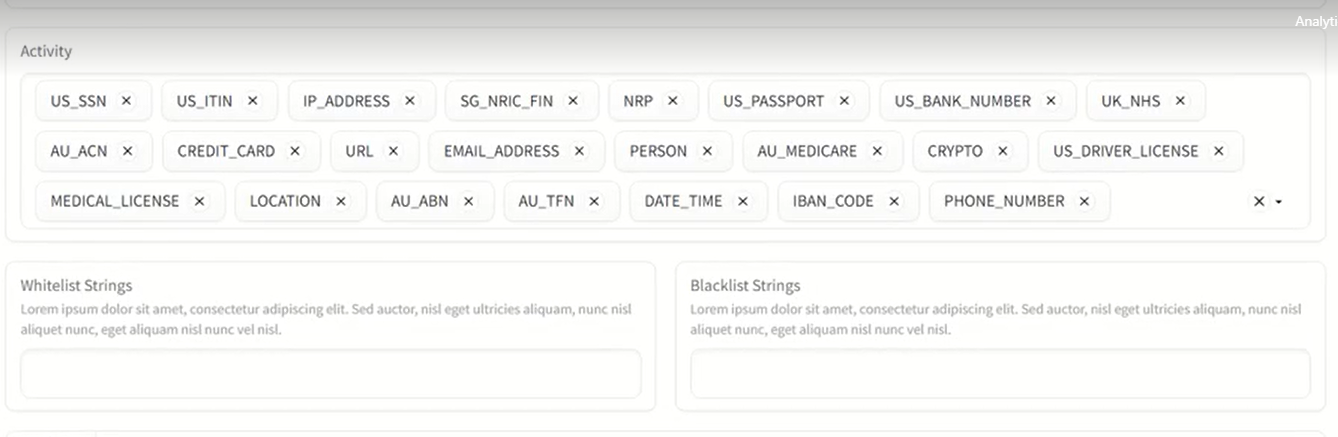 Analyti
Activity
US_SSN × US_ITIN × IP_ADDRESS × SG_NRIC_FIN × NRP × US_PASSPORT × US_BANK_NUMBER × UK_NHS ×
AU_ACN × CREDIT_CARD × URL × EMAIL_ADDRESS × PERSON × AU_MEDICARE × CRYPTO × US_DRIVER_LICENSE ×
MEDICAL_LICENSE × LOCATION × AU_ABN × AU_TFN × DATE_TIME × IBAN_CODE × PHONE_NUMBER × ×
Whitelist Strings
Lorem ipsum dolor sit amet, consectetur adipiscing elit. Sed auctor, nisl eget ultricies aliquam, nunc nisl
aliquet nunc, eget aliquam nisl nunc vel nisl.
Blacklist Strings
Lorem ipsum dolor sit amet, consectetur adipiscing elit. Sed auctor, nisl eget ultricies aliquam, nunc nisl
aliquet nunc, eget aliquam nisl nunc vel nisl.